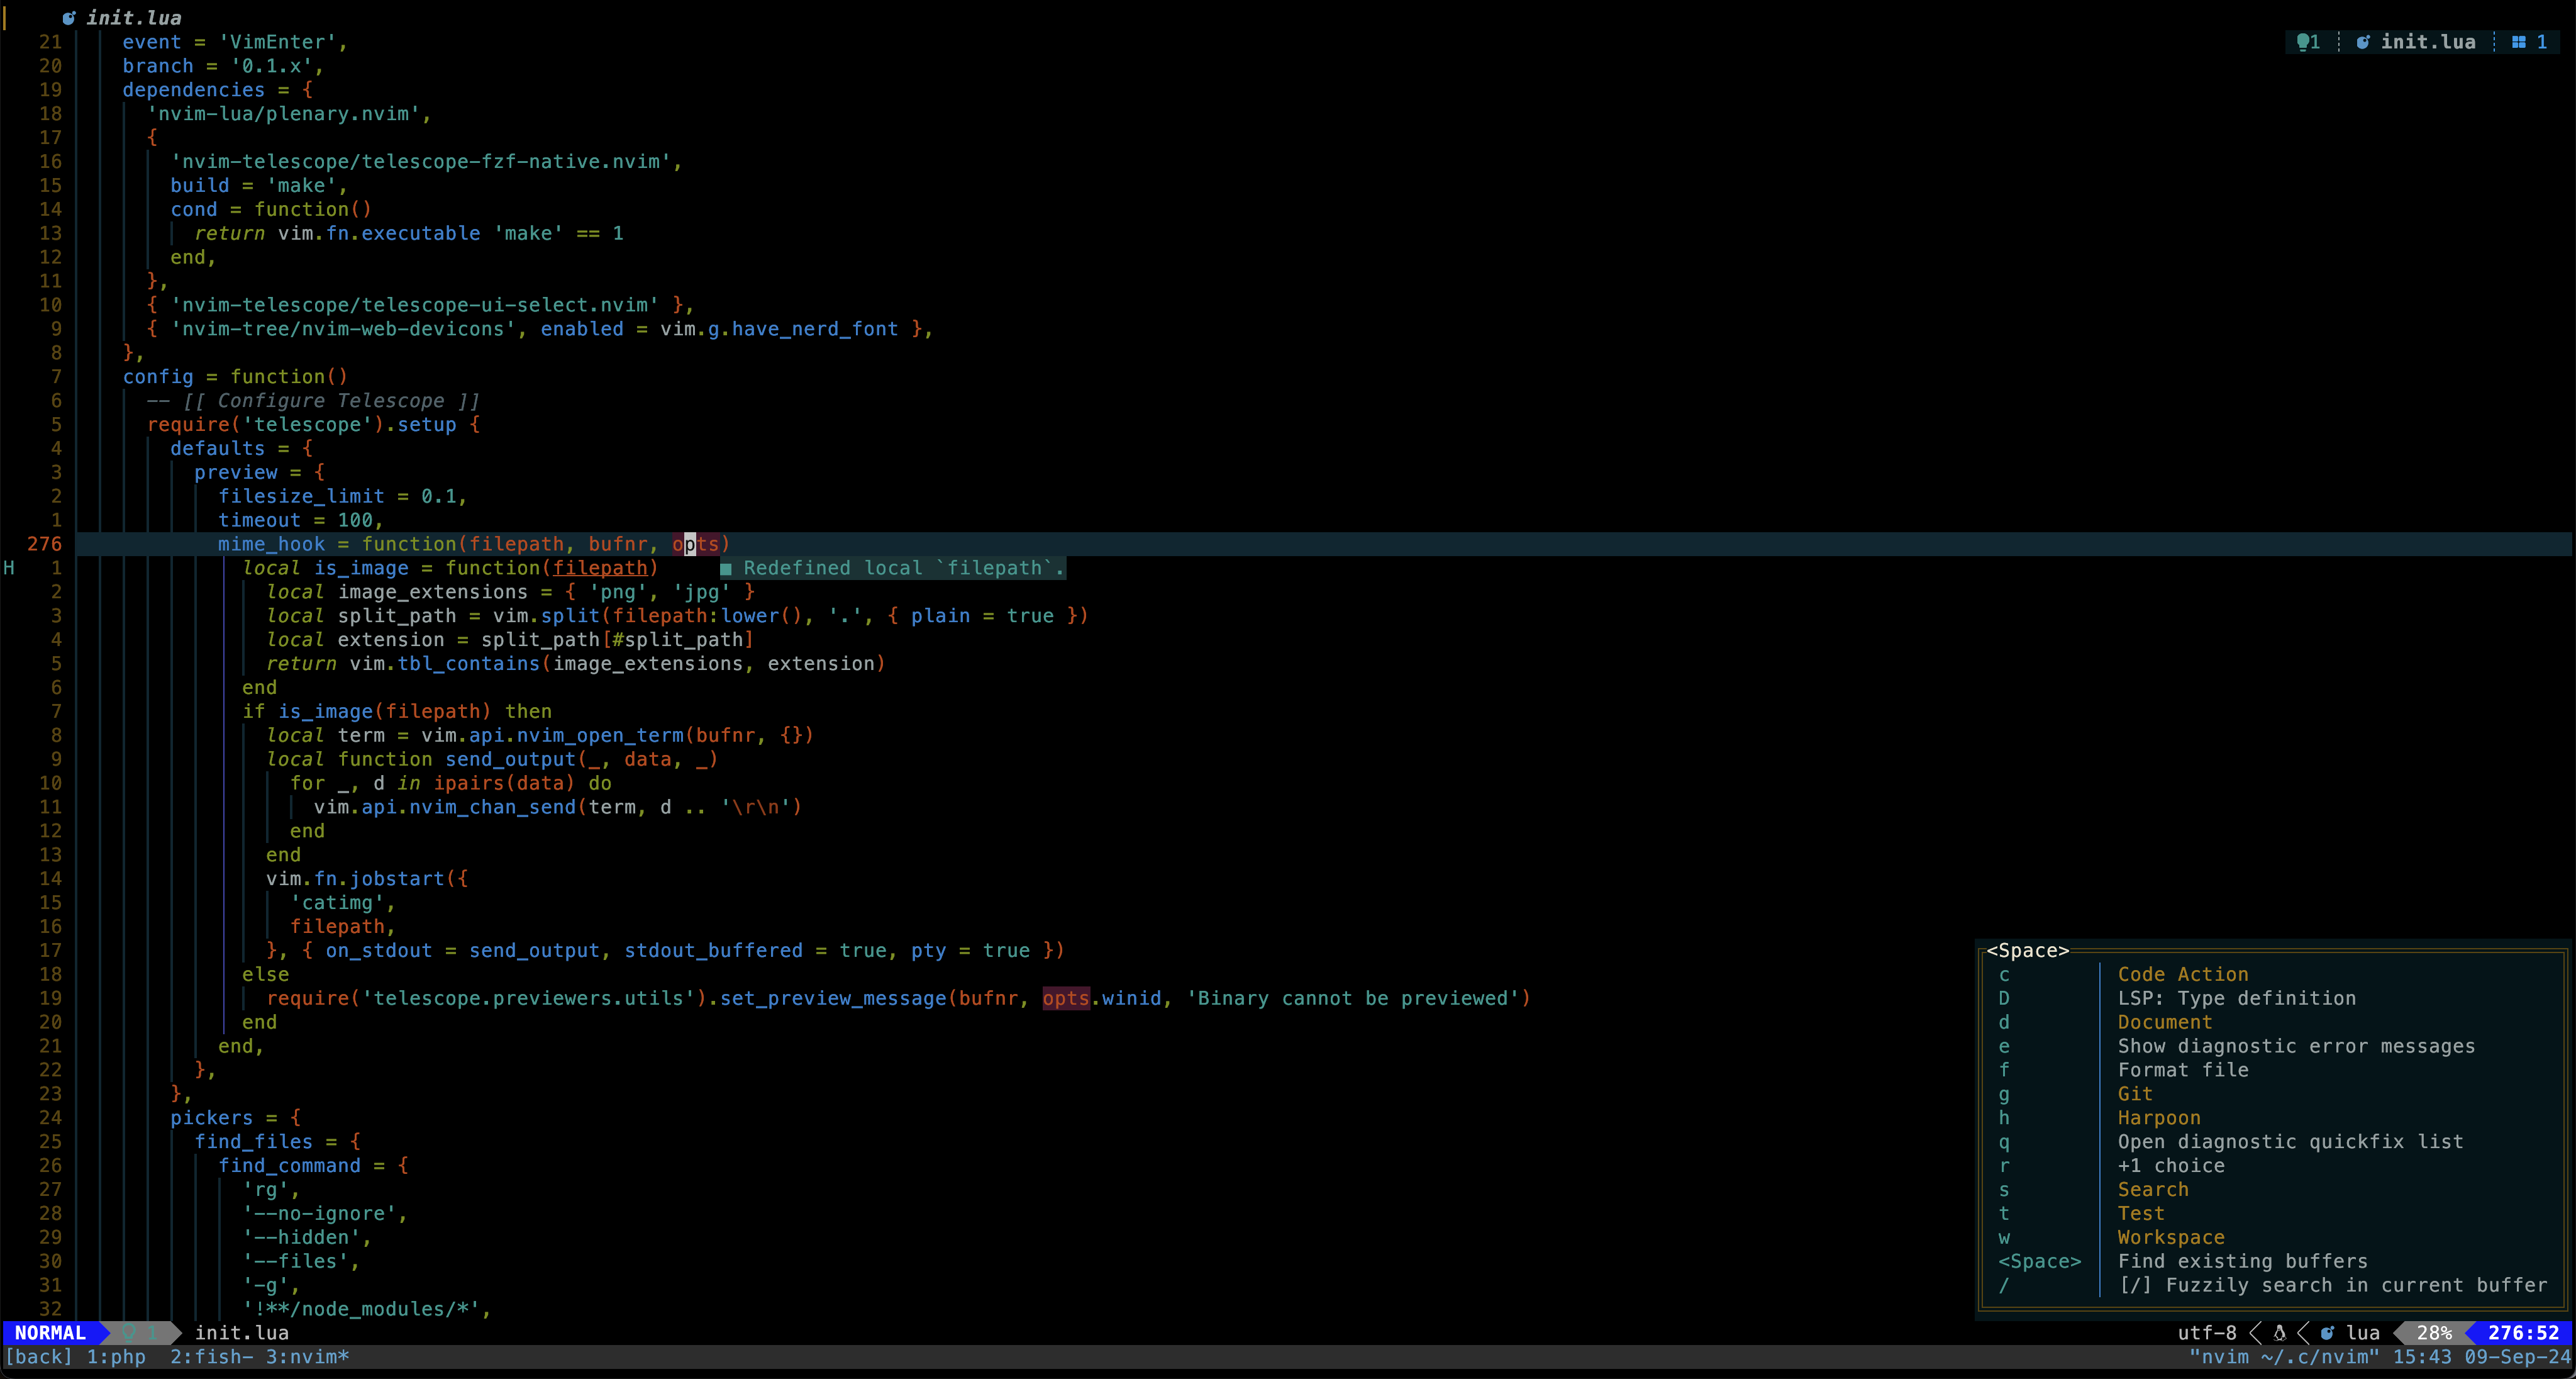 init.lua
21 event = 'VimEnter',
1 init.lua 1
20 branch = '0.1.x',
19 dependencies = {
18 'nvim-lua/plenary.nvim',
17 {
16 'nvim-telescope/telescope-fzf-native.nvim',
15 build = 'make',
14 cond = function()
13 return vim.fn.executable 'make' == 1
12 end,
11 },
10 { 'nvim-telescope/telescope-ui-select.nvim' },
9 { 'nvim-tree/nvim-web-devicons', enabled = vim.g.have_nerd_font },
8 },
7 config = function()
6 -- [[ Configure Telescope ]]
5 require('telescope').setup {
4 defaults = {
3 preview = {
2 filesize_limit = 0.1,
1 timeout = 100,
276 mime_hook = function(filepath, bufnr, opts)
H 1 local is_image = function(filepath) ■ Redefined local `filepath`.
2 local image_extensions = { 'png', 'jpg' }
3 local split_path = vim.split(filepath:lower(), '.', { plain = true })
4 local extension = split_path[#split_path]
5 return vim.tbl_contains(image_extensions, extension)
6 end
7 if is_image(filepath) then
8 local term = vim.api.nvim_open_term(bufnr, {})
9 local function send_output(_, data, _)
10 for _, d in ipairs(data) do
11 vim.api.nvim_chan_send(term, d .. '\r\n')
12 end
13 end
14 vim.fn.jobstart({
15 'catimg',
16 filepath,
17 }, { on_stdout = send_output, stdout_buffered = true, pty = true })
18 else
19 require('telescope.previewers.utils').set_preview_message(bufnr, opts.winid, 'Binary cannot be previewed')
20 end
21 end,
22 },
23 },
24 pickers = {
25 find_files = {
26 find_command = {
27 'rg',
28 '--no-ignore',
29 '--hidden',
30 '--files',
31 '-g',
32 '!**/node_modules/*',
<Space>
c Code Action
D LSP: Type definition
d Document
e Show diagnostic error messages
f Format file
g Git
h Harpoon
q Open diagnostic quickfix list
r +1 choice
s Search
t Test
w Workspace
<Space> Find existing buffers
/ [/] Fuzzily search in current buffer
NORMAL 1 init.lua utf-8 lua 28% 276:52
[back] 1:php 2:fish- 3:nvim* "nvim ~/.c/nvim" 15:43 09-Sep-24